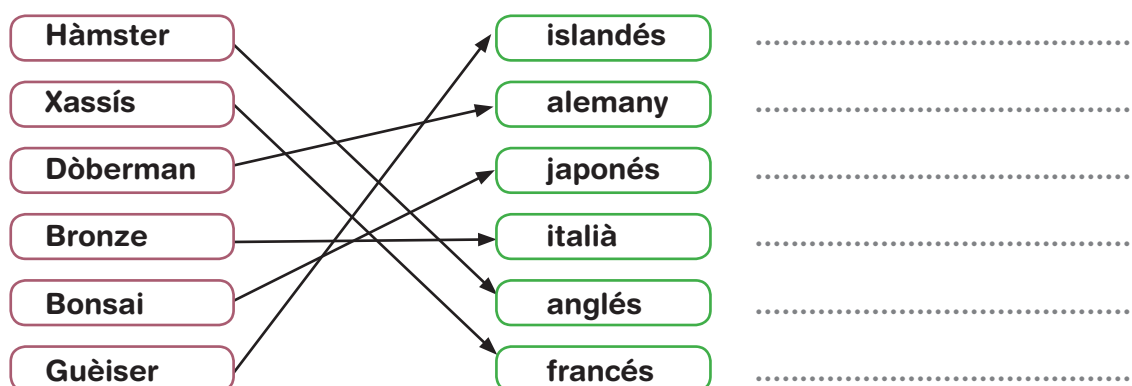 Hàmster islandés
Xassís alemany
Dòberman japonés
Bronze italià
Bonsai anglés
Guèiser francés